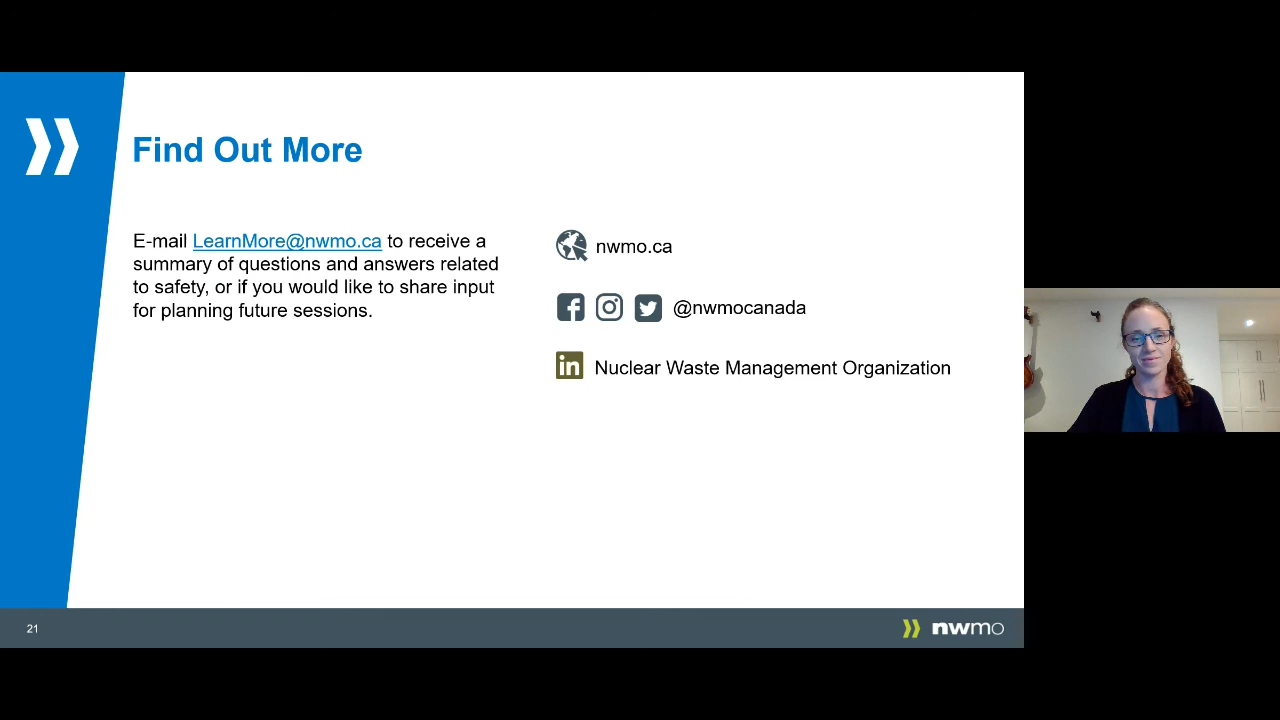 Find Out More
E-mail LearnMore@nwmo.ca to receive a
summary of questions and answers related
to safety, or if you would like to share input
for planning future sessions.
nwmo.ca
@nwmocanada
Nuclear Waste Management Organization
21
nwmo